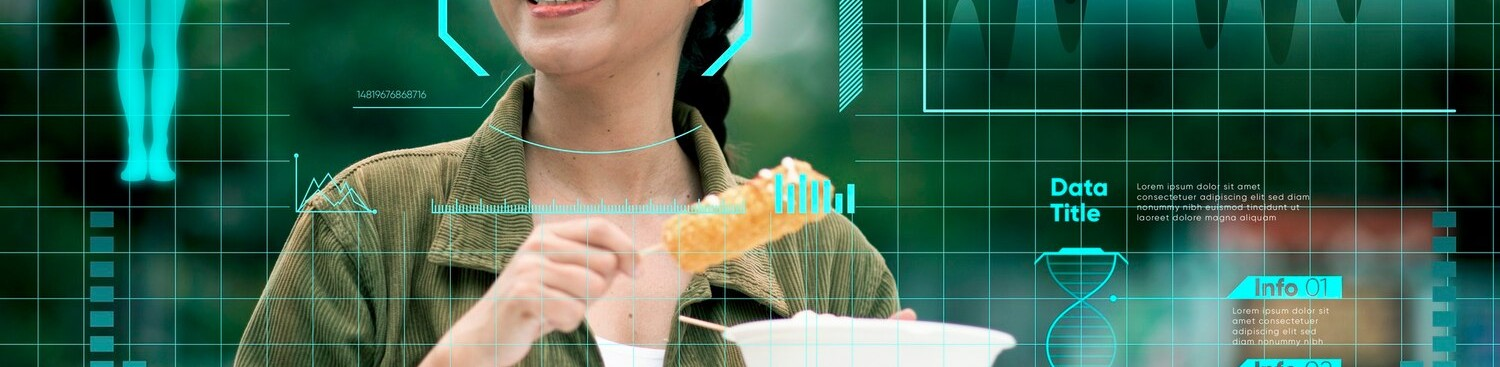 14819676868716
Data
Title
Lorem ipsum dolor sit amet
consectetuer adipiscing elit, sed diam
nonummy nibh euismod tincidunt ut
laoreet dolore magna aliquam
Info 01
Lorem ipsum dolor sit
amet consectetuer
adipiscing elit sed
diam nonummy nibh